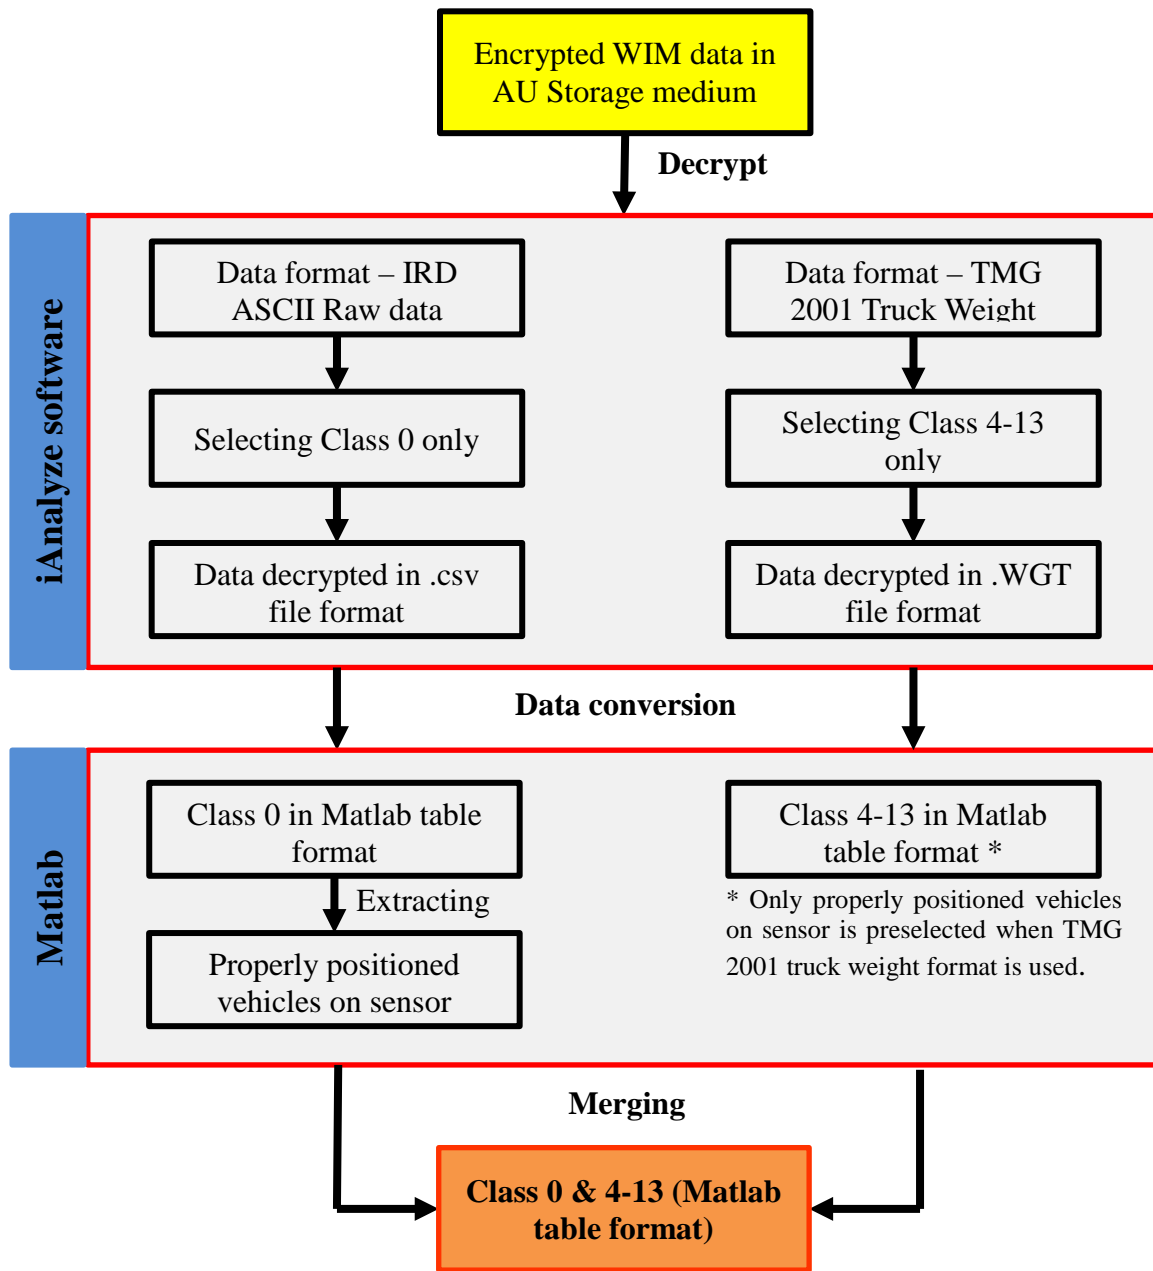 Encrypted WIM data in
AU Storage medium
Decrypt
iAnalyze software
Data format – IRD
ASCII Raw data
Data format – TMG
2001 Truck Weight
Selecting Class 0 only
Selecting Class 4-13
only
Data decrypted in .csv
file format
Data decrypted in .WGT
file format
Data conversion
Matlab
Class 0 in Matlab table
format
Class 4-13 in Matlab
table format *
Extracting
* Only properly positioned vehicles
on sensor is preselected when TMG
2001 truck weight format is used.
Properly positioned
vehicles on sensor
Merging
Class 0 & 4-13 (Matlab
table format)